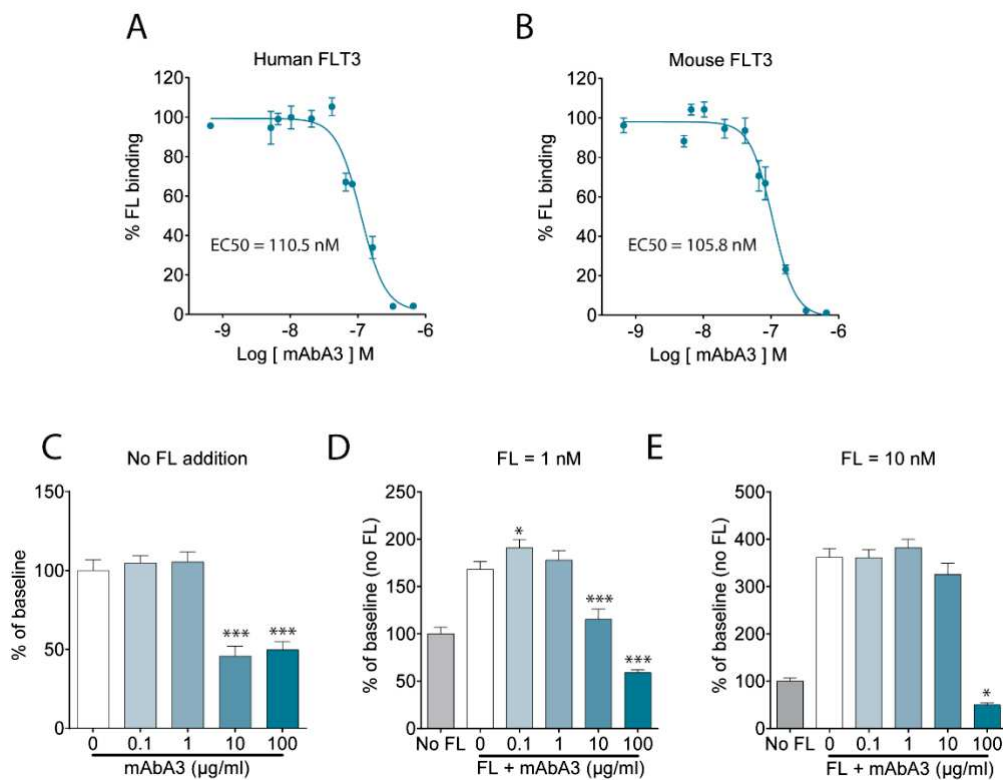 A
Human FLT3
120
100
80
60
40
20
0
% FL binding
EC50 = 110.5 nM
-9 -8 -7 -6
Log [ mAbA3 ] M
B
Mouse FLT3
120
100
80
60
40
20
0
% FL binding
EC50 = 105.8 nM
-9 -8 -7 -6
Log [ mAbA3 ] M
C
No FL addition
150
100
50
0
% of baseline
*** ***
0 0.1 1 10 100
mAbA3 (µg/ml)
D
FL = 1 nM
250
200
150
100
50
0
% of baseline (no FL)
*
***
***
No FL 0 0.1 1 10 100
FL + mAbA3 (µg/ml)
E
FL = 10 nM
500
400
300
200
100
0
% of baseline (no FL)
*
No FL 0 0.1 1 10 100
FL + mAbA3 (µg/ml)